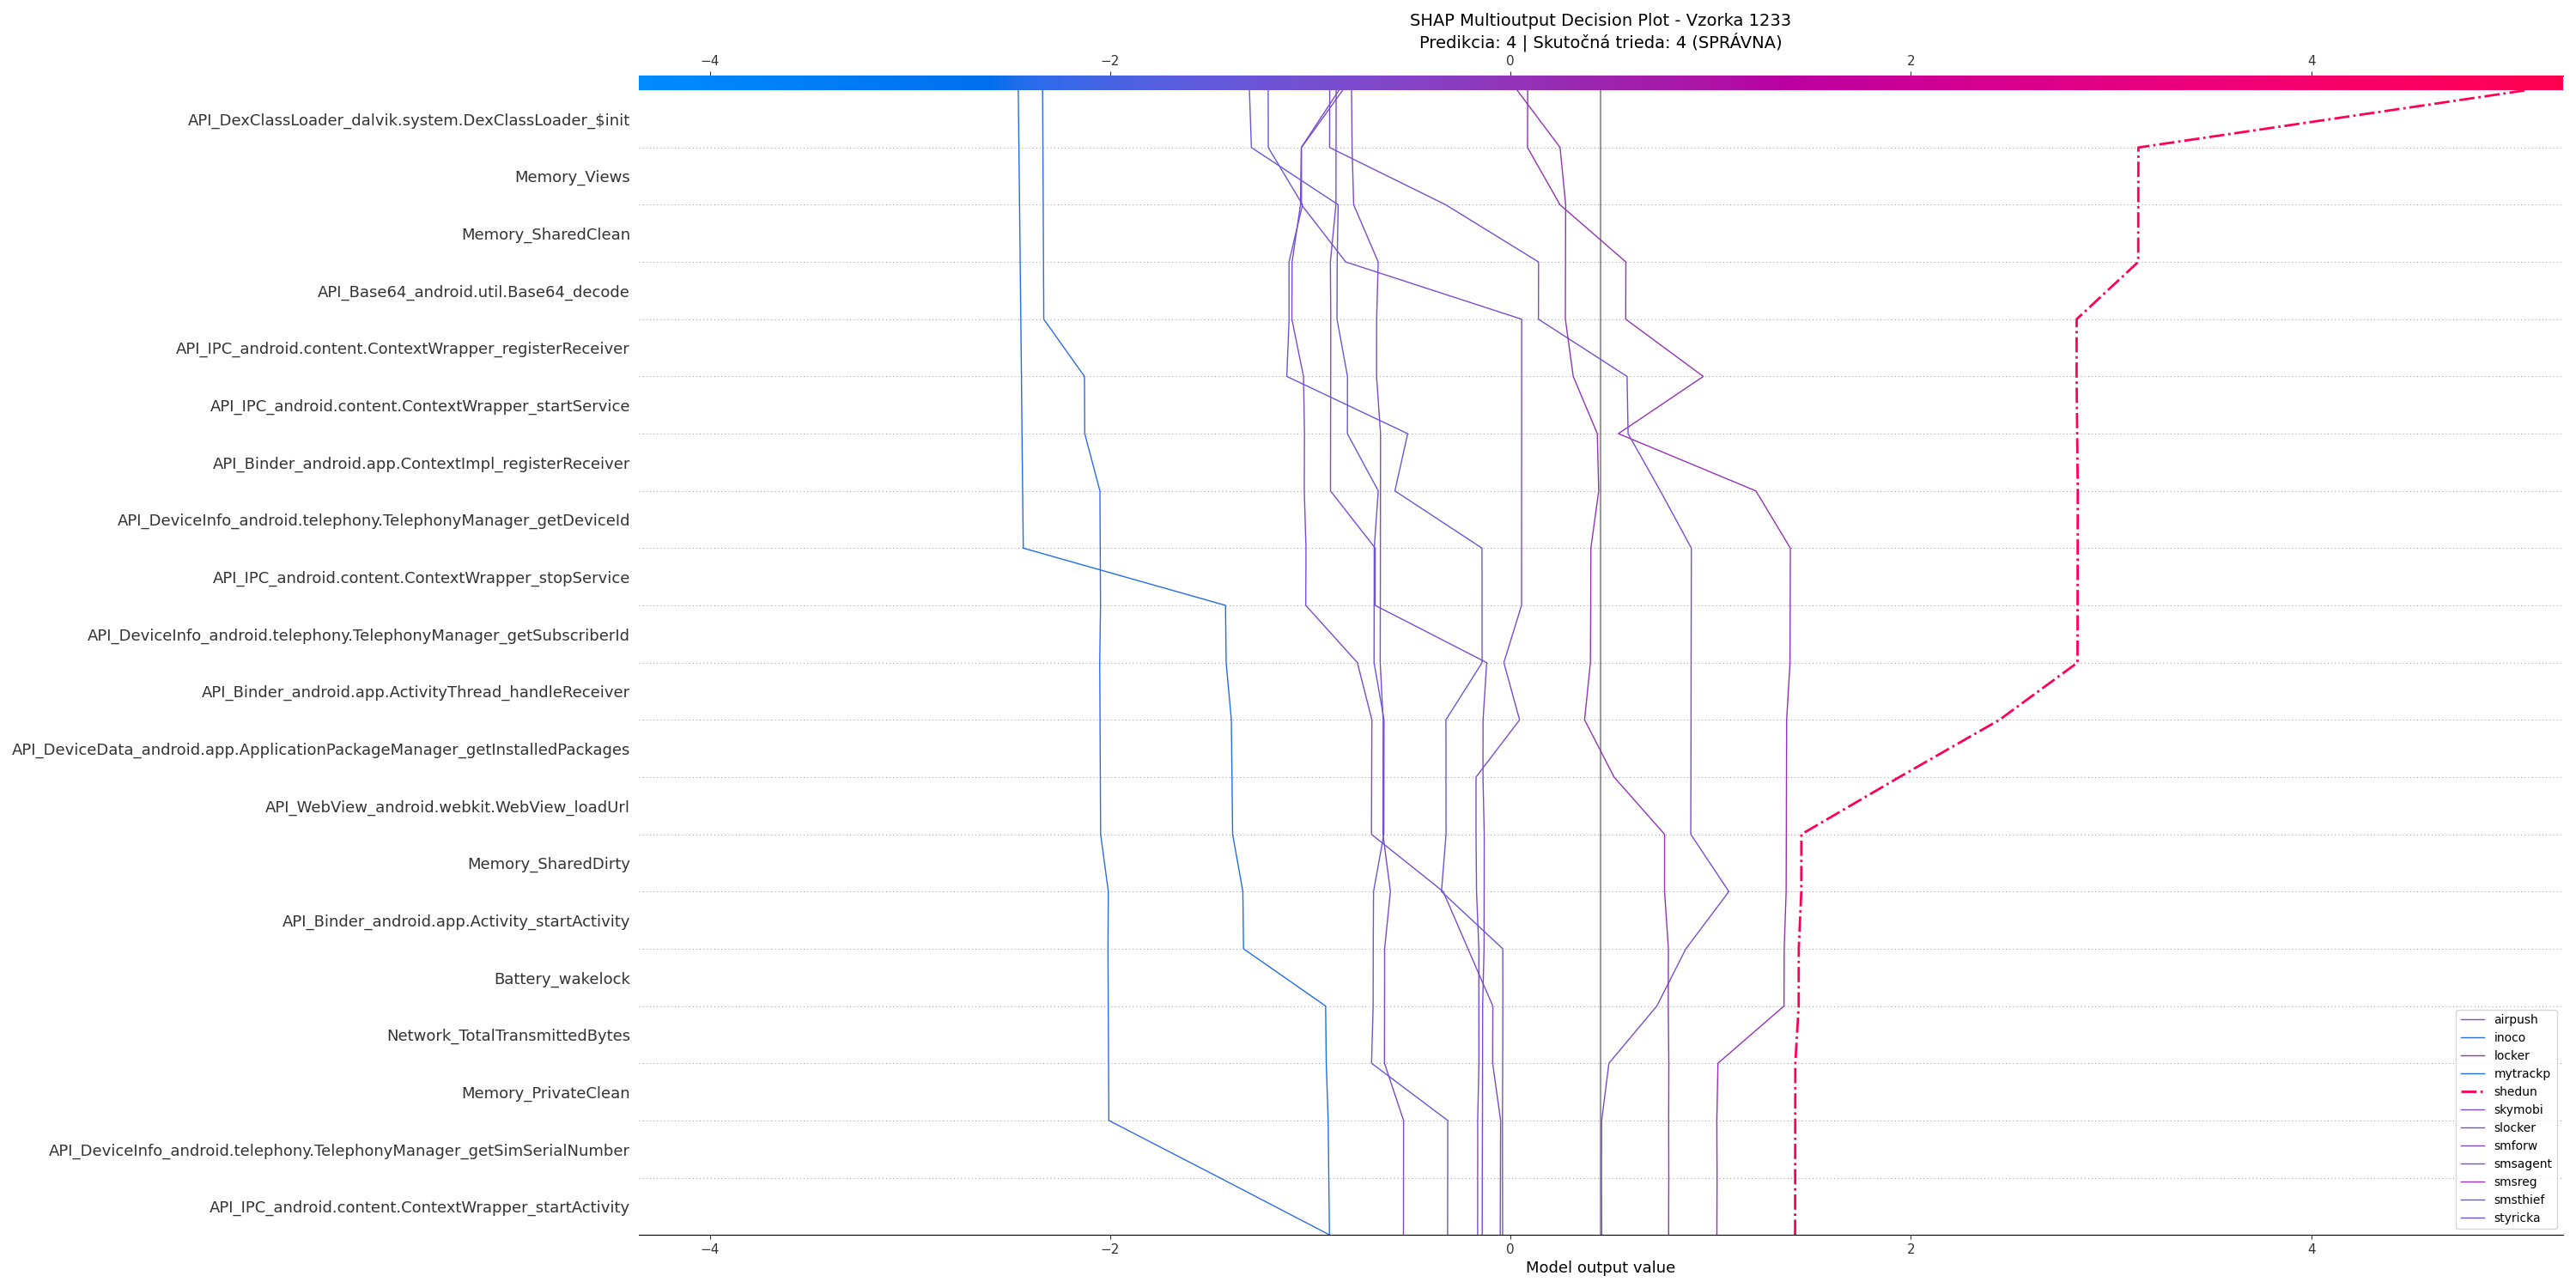 SHAP Multioutput Decision Plot - Vzorka 1233
Predikcia: 4 | Skutočná trieda: 4 (SPRÁVNA)
−4 −2 0 2 4
API_DexClassLoader_dalvik.system.DexClassLoader_$init
Memory_Views
Memory_SharedClean
API_Base64_android.util.Base64_decode
API_IPC_android.content.ContextWrapper_registerReceiver
API_IPC_android.content.ContextWrapper_startService
API_Binder_android.app.ContextImpl_registerReceiver
API_DeviceInfo_android.telephony.TelephonyManager_getDeviceId
API_IPC_android.content.ContextWrapper_stopService
API_DeviceInfo_android.telephony.TelephonyManager_getSubscriberId
API_Binder_android.app.ActivityThread_handleReceiver
API_DeviceData_android.app.ApplicationPackageManager_getInstalledPackages
API_WebView_android.webkit.WebView_loadUrl
Memory_SharedDirty
API_Binder_android.app.Activity_startActivity
Battery_wakelock
Network_TotalTransmittedBytes
Memory_PrivateClean
API_DeviceInfo_android.telephony.TelephonyManager_getSimSerialNumber
API_IPC_android.content.ContextWrapper_startActivity
airpush
inoco
locker
mytrackp
shedun
skymobi
slocker
smforw
smsagent
smsreg
smsthief
styricka
−4 −2 0 2 4
Model output value